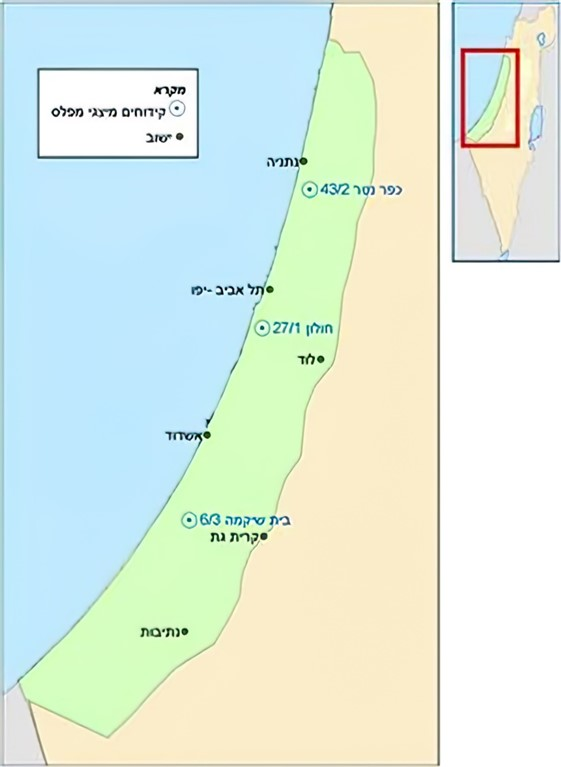 מקרא
קידוחים מיצגי מפלס
ישוב
נתניה
כפר נטר 43/2
תל אביב -יפו
חולון 27/1
לוד
אשדוד
בית שיקמה 6/3
קרית גת
נתיבות